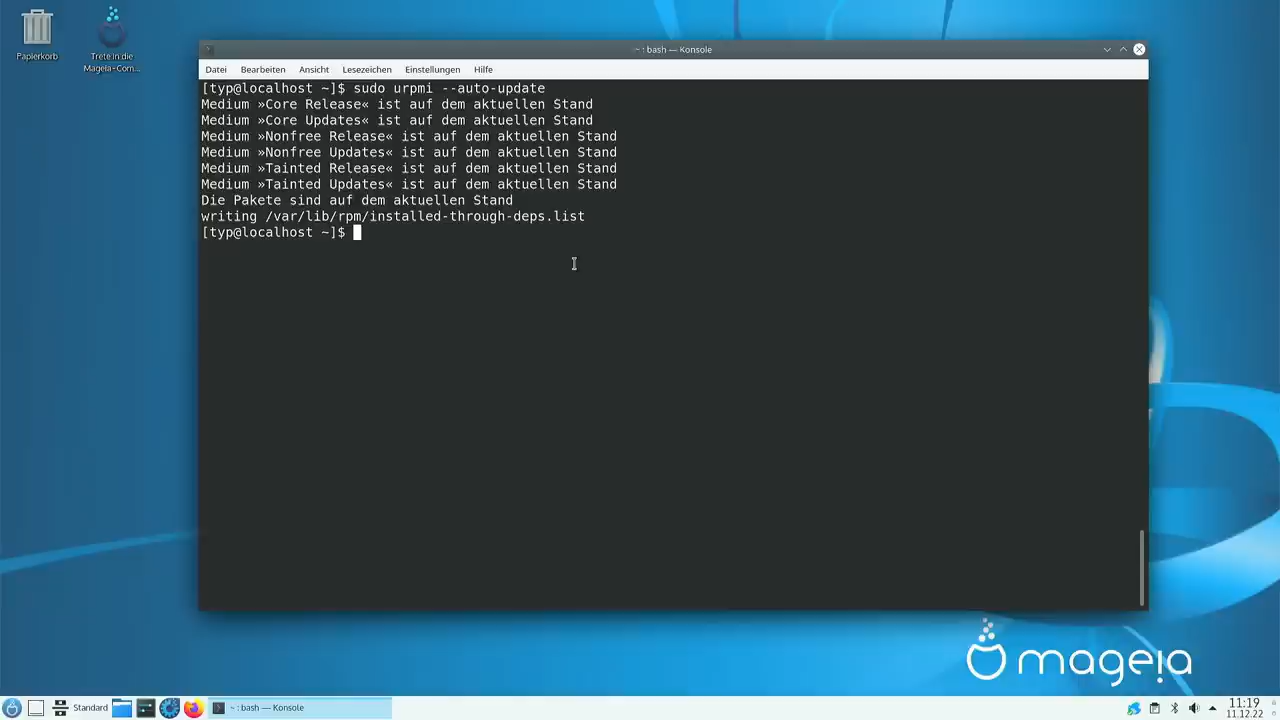 Papierkorb
Trete in die
Mageia-Com...
~ : bash — Konsole
Datei Bearbeiten Ansicht Lesezeichen Einstellungen Hilfe
[typ@localhost ~]$ sudo urpmi --auto-update
Medium »Core Release« ist auf dem aktuellen Stand
Medium »Core Updates« ist auf dem aktuellen Stand
Medium »Nonfree Release« ist auf dem aktuellen Stand
Medium »Nonfree Updates« ist auf dem aktuellen Stand
Medium »Tainted Release« ist auf dem aktuellen Stand
Medium »Tainted Updates« ist auf dem aktuellen Stand
Die Pakete sind auf dem aktuellen Stand
writing /var/lib/rpm/installed-through-deps.list
[typ@localhost ~]$
mageia
Standard
~ : bash — Konsole
11:19
11.12.22